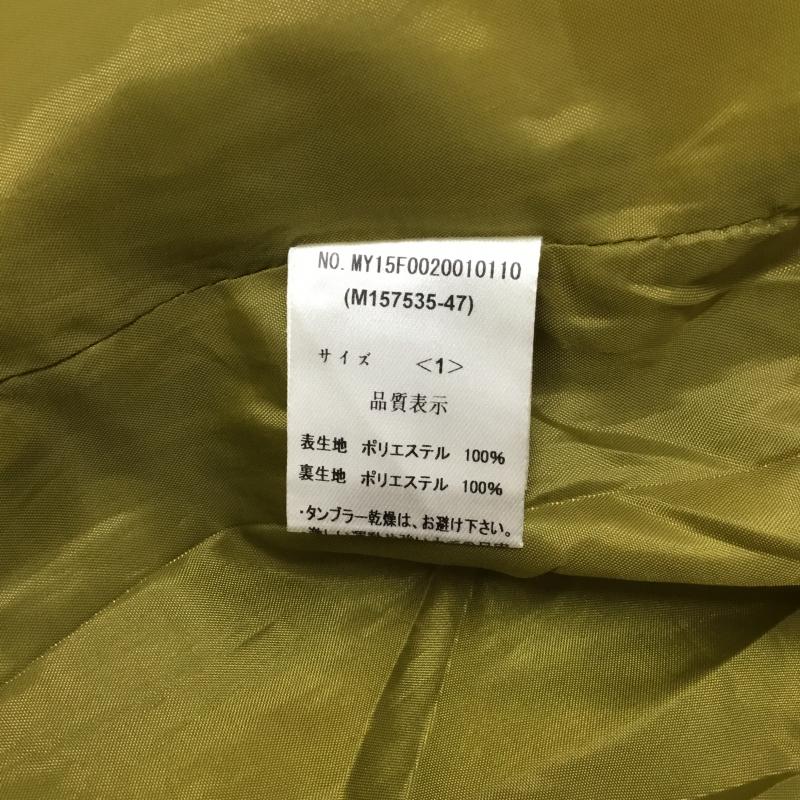 NO. MY15F0020010110
(M157535-47)
サイズ <1>
品質表示
表生地 ポリエステル 100%
裏生地 ポリエステル 100%
・タンブラー乾燥は、お避け下さい。